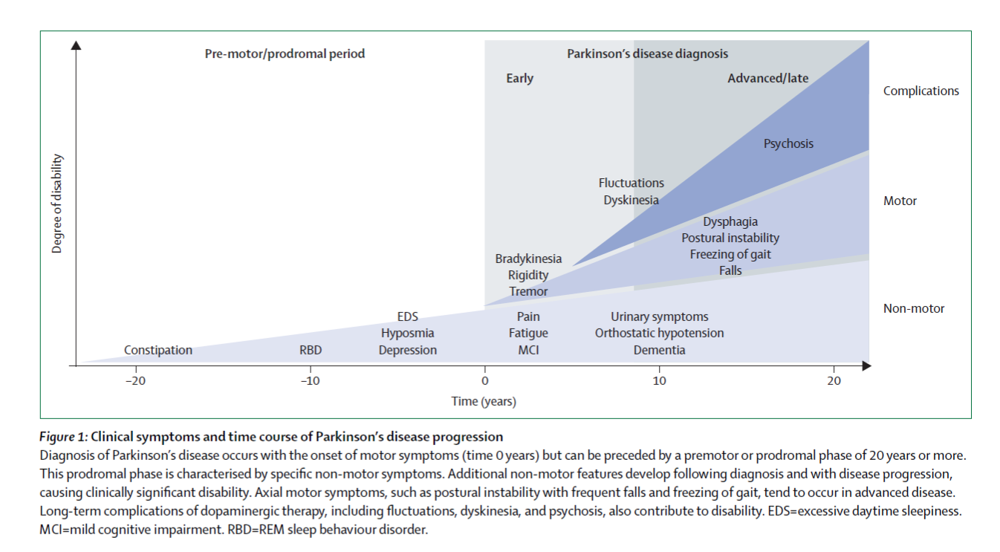 Pre-motor/prodromal period
Parkinson's disease diagnosis
Early
Advanced/late
Complications
Psychosis
Degree of disability
Fluctuations
Dyskinesia
Motor
Dysphagia
Postural instability
Freezing of gait
Falls
Bradykinesia
Rigidity
Tremor
Non-motor
EDS
Hyposmia
Depression
Pain
Fatigue
MCI
Urinary symptoms
Orthostatic hypotension
Dementia
Constipation
RBD
–20
–10
0
10
20
Time (years)
Figure 1: Clinical symptoms and time course of Parkinson's disease progression
Diagnosis of Parkinson's disease occurs with the onset of motor symptoms (time 0 years) but can be preceded by a premotor or prodromal phase of 20 years or more.
This prodromal phase is characterised by specific non-motor symptoms. Additional non-motor features develop following diagnosis and with disease progression,
causing clinically significant disability. Axial motor symptoms, such as postural instability with frequent falls and freezing of gait, tend to occur in advanced disease.
Long-term complications of dopaminergic therapy, including fluctuations, dyskinesia, and psychosis, also contribute to disability. EDS=excessive daytime sleepiness.
MCI=mild cognitive impairment. RBD=REM sleep behaviour disorder.